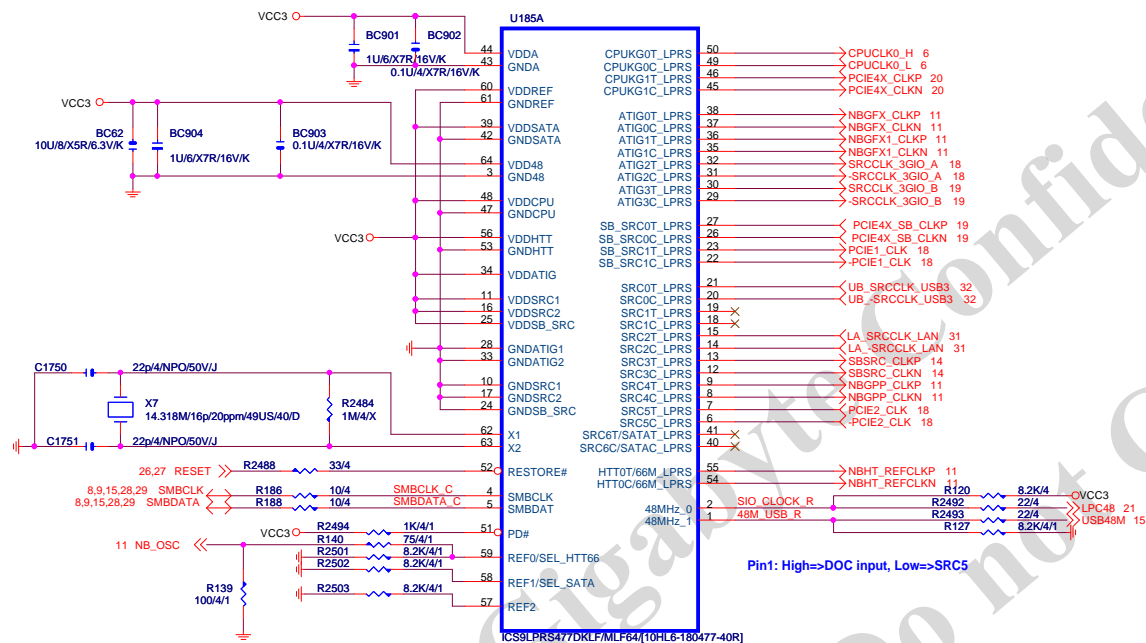 U185A
VCC3
BC901
BC902
1U/6/X7R/16V/K
0.1U/4/X7R/16V/K
44 VDDA
43 GNDA
60 VDDREF
61 GNDREF
VCC3
39 VDDSATA
42 GNDSATA
BC62
10U/8/X5R/6.3V/K
BC904
1U/6/X7R/16V/K
BC903
0.1U/4/X7R/16V/K
64 VDD48
3 GND48
48 VDDCPU
47 GNDCPU
VCC3
56 VDDHTT
53 GNDHTT
34 VDDATIG
11 VDDSRC1
16 VDDSRC2
25 VDDSB_SRC
28 GNDATIG1
33 GNDATIG2
10 GNDSRC1
17 GNDSRC2
24 GNDSB_SRC
C1750 22p/4/NPO/50V/J
X7
14.318M/16p/20ppm/49US/40/D
R2484
1M/4/X
C1751 22p/4/NPO/50V/J
62 X1
63 X2
26,27 RESET R2488 33/4 52 RESTORE#
8,9,15,28,29 SMBCLK R186 10/4 SMBCLK_C 4 SMBCLK
8,9,15,28,29 SMBDATA R188 10/4 SMBDATA_C 5 SMBDAT
VCC3 R2494 1K/4/1 51 PD#
11 NB_OSC R140 75/4/1 59 REF0/SEL_HTT66
R2501 8.2K/4/1
R2502 8.2K/4/1 58 REF1/SEL_SATA
R139
100/4/1
R2503 8.2K/4/1 57 REF2
CPUKG0T_LPRS 50 CPUCLK0_H 6
CPUKG0C_LPRS 49 CPUCLK0_L 6
CPUKG1T_LPRS 46 PCIE4X_CLKP 20
CPUKG1C_LPRS 45 PCIE4X_CLKN 20
ATIG0T_LPRS 38 NBGFX_CLKP 11
ATIG0C_LPRS 37 NBGFX_CLKN 11
ATIG1T_LPRS 36 NBGFX1_CLKP 11
ATIG1C_LPRS 35 NBGFX1_CLKN 11
ATIG2T_LPRS 32 SRCCLK_3GIO_A 18
ATIG2C_LPRS 31 -SRCCLK_3GIO_A 18
ATIG3T_LPRS 30 SRCCLK_3GIO_B 19
ATIG3C_LPRS 29 -SRCCLK_3GIO_B 19
SB_SRC0T_LPRS 27 PCIE4X_SB_CLKP 19
SB_SRC0C_LPRS 26 PCIE4X_SB_CLKN 19
SB_SRC1T_LPRS 23 PCIE1_CLK 18
SB_SRC1C_LPRS 22 -PCIE1_CLK 18
SRC0T_LPRS 21 UB_SRCCLK_USB3 32
SRC0C_LPRS 20 UB_-SRCCLK_USB3 32
SRC1T_LPRS 19
SRC1C_LPRS 18
SRC2T_LPRS 15 LA_SRCCLK_LAN 31
SRC2C_LPRS 14 LA_-SRCCLK_LAN 31
SRC3T_LPRS 13 SBSRC_CLKP 14
SRC3C_LPRS 12 SBSRC_CLKN 14
SRC4T_LPRS 9 NBGPP_CLKP 11
SRC4C_LPRS 8 NBGPP_CLKN 11
SRC5T_LPRS 7 PCIE2_CLK 18
SRC5C_LPRS 6 -PCIE2_CLK 18
SRC6T/SATAT_LPRS 41
SRC6C/SATAC_LPRS 40
HTT0T/66M_LPRS 55 NBHT_REFCLKP 11
HTT0C/66M_LPRS 54 NBHT_REFCLKN 11
R120 8.2K/4 VCC3
48MHz_0 2 SIO_CLOCK_R R2492 22/4 LPC48 21
48MHz_1 1 48M_USB_R R2493 22/4 USB48M 15
R127 8.2K/4/1
Pin1: High=>DOC input, Low=>SRC5
ICS9LPRS477DKLF/MLF64/[10HL6-180477-40R]
Gigabyte Confide
Do not C